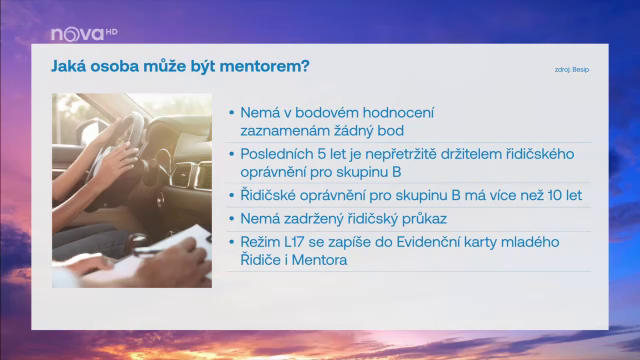 nova HD
Jaká osoba může být mentorem?
zdroj: Besip
• Nemá v bodovém hodnocení
zaznamenám žádný bod
• Posledních 5 let je nepřetržitě držitelem řidičského
oprávnění pro skupinu B
• Řidičské oprávnění pro skupinu B má více než 10 let
• Nemá zadržený řidičský průkaz
• Režim L17 se zapíše do Evidenční karty mladého
Řidiče i Mentora